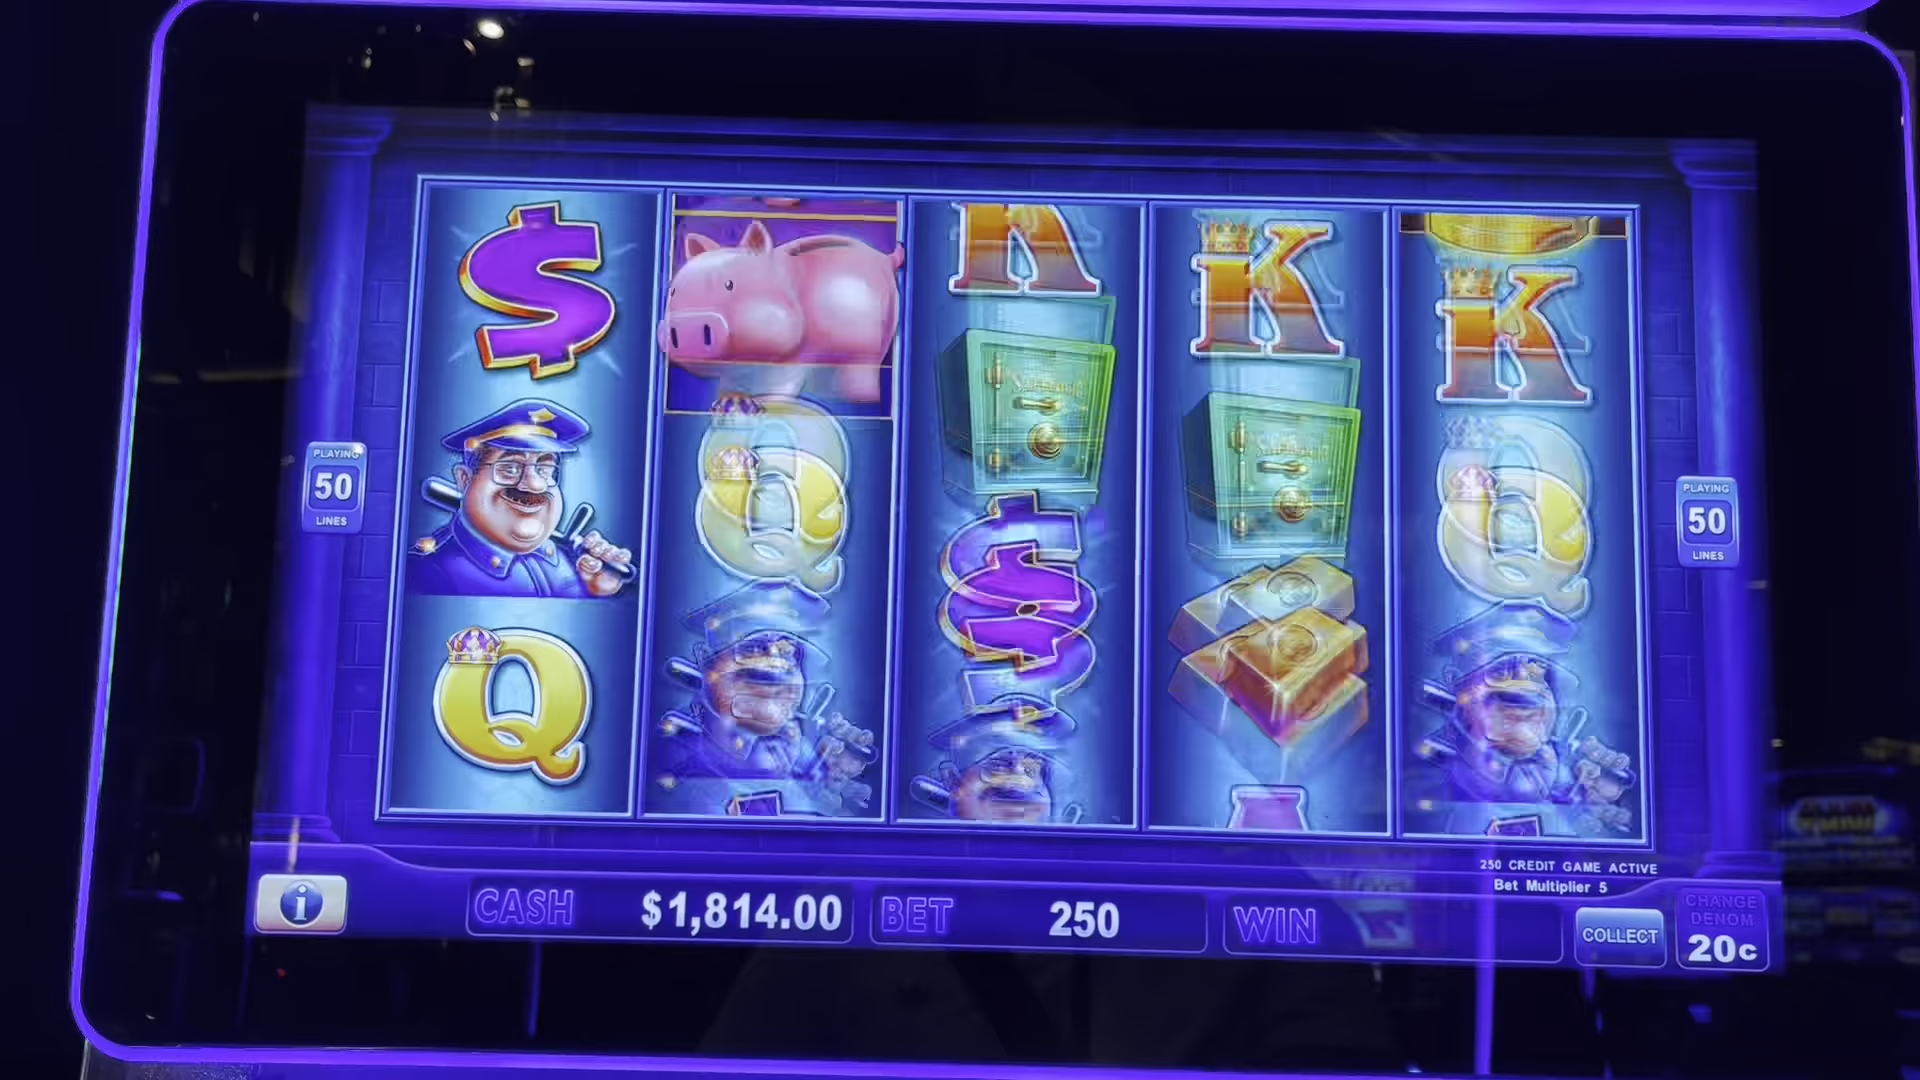 $
K
K
K
PLAYING
50
LINES
Q
Q
$
PLAYING
50
LINES
Q
250 CREDIT GAME ACTIVE
Bet Multiplier 5
i
CASH $1,814.00
BET 250
WIN
COLLECT
CHANGE
DENOM
20c